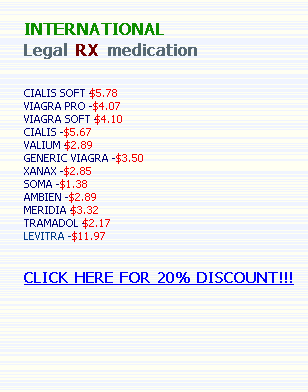 INTERNATIONAL
Legal RX medication
CIALIS SOFT $5.78
VIAGRA PRO -$4.07
VIAGRA SOFT $4.10
CIALIS -$5.67
VALIUM $2.89
GENERIC VIAGRA -$3.50
XANAX -$2.85
SOMA -$1.38
AMBIEN -$2.89
MERIDIA $3.32
TRAMADOL $2.17
LEVITRA -$11.97
CLICK HERE FOR 20% DISCOUNT!!!